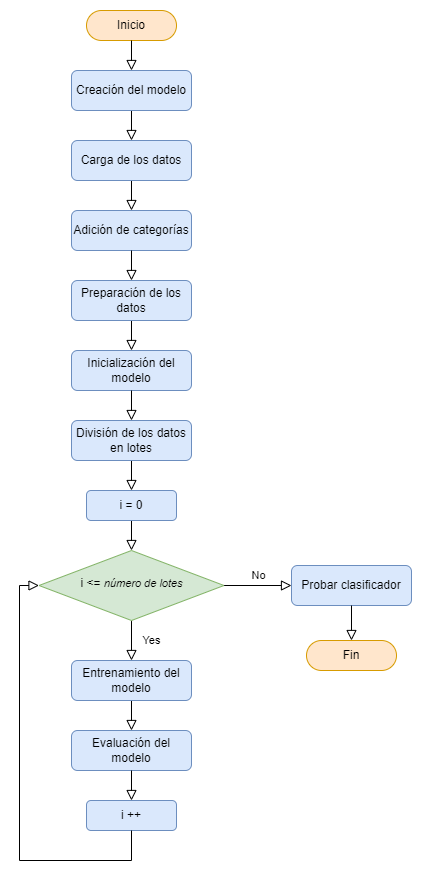 Inicio
Creación del modelo
Carga de los datos
Adición de categorías
Preparación de los
datos
Inicialización del
modelo
División de los datos
en lotes
i = 0
i <= número de lotes
No
Probar clasificador
Yes
Fin
Entrenamiento del
modelo
Evaluación del
modelo
i ++